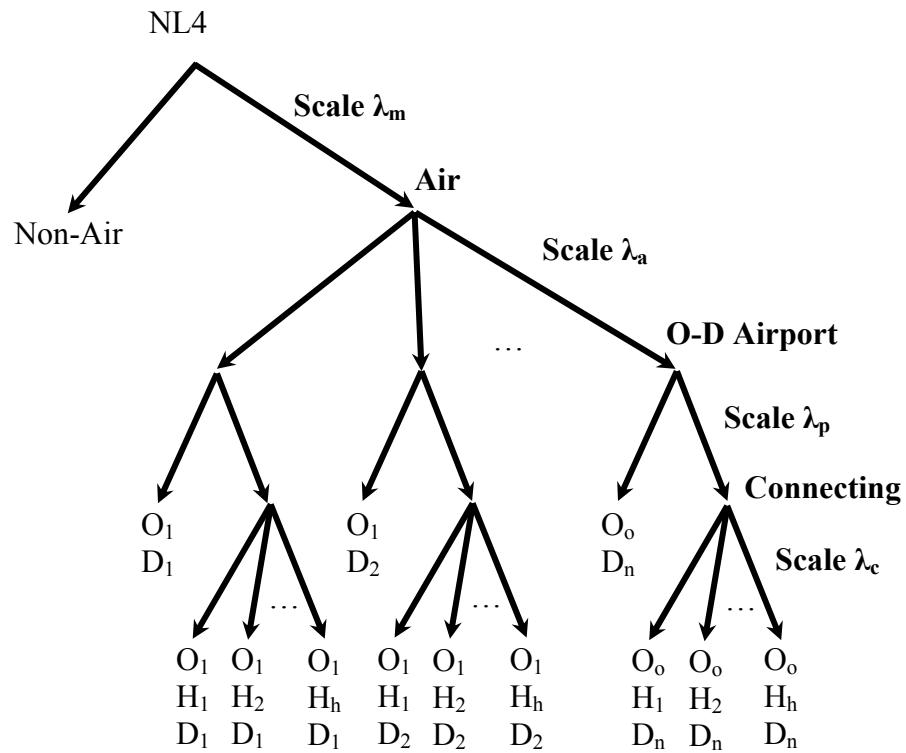 NL4
Scale λₘ
Air
Non-Air
Scale λₐ
…
O-D Airport
Scale λₚ
Connecting
O₁ O₁ Oₒ
D₁ D₂ Dₙ
Scale λ꜀
… … …
O₁ O₁ O₁ O₁ O₁ O₁ Oₒ Oₒ Oₒ
H₁ H₂ Hₕ H₁ H₂ Hₕ H₁ H₂ Hₕ
D₁ D₁ D₁ D₂ D₂ D₂ Dₙ Dₙ Dₙ